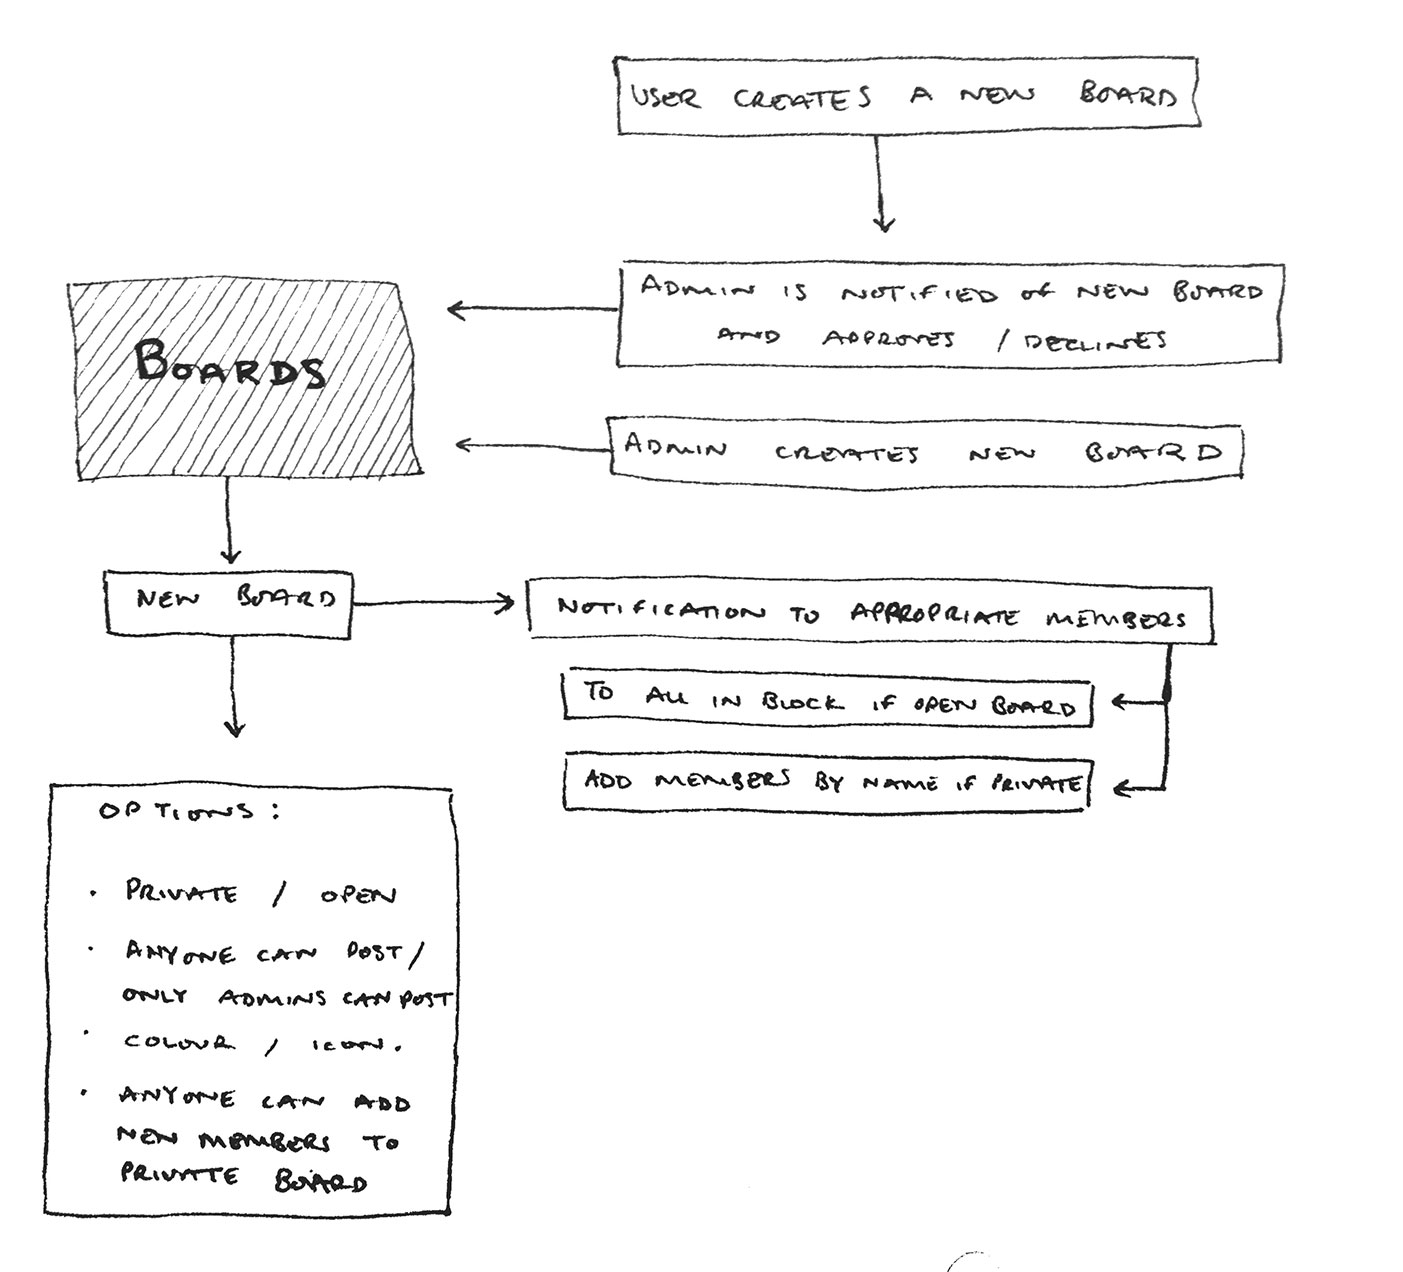 USER CREATES A NEW BOARD
ADMIN IS NOTIFIED OF NEW BOARD
AND APPROVES / DECLINES
BOARDS
ADMIN CREATES NEW BOARD
NEW BOARD
NOTIFICATION TO APPROPRIATE MEMBERS
TO ALL IN BLOCK IF OPEN BOARD
ADD MEMBERS BY NAME IF PRIVATE
OPTIONS:
· PRIVATE / OPEN
· ANYONE CAN POST /
ONLY ADMINS CAN POST
· COLOUR / ICON.
· ANYONE CAN ADD
NEW MEMBERS TO
PRIVATE BOARD